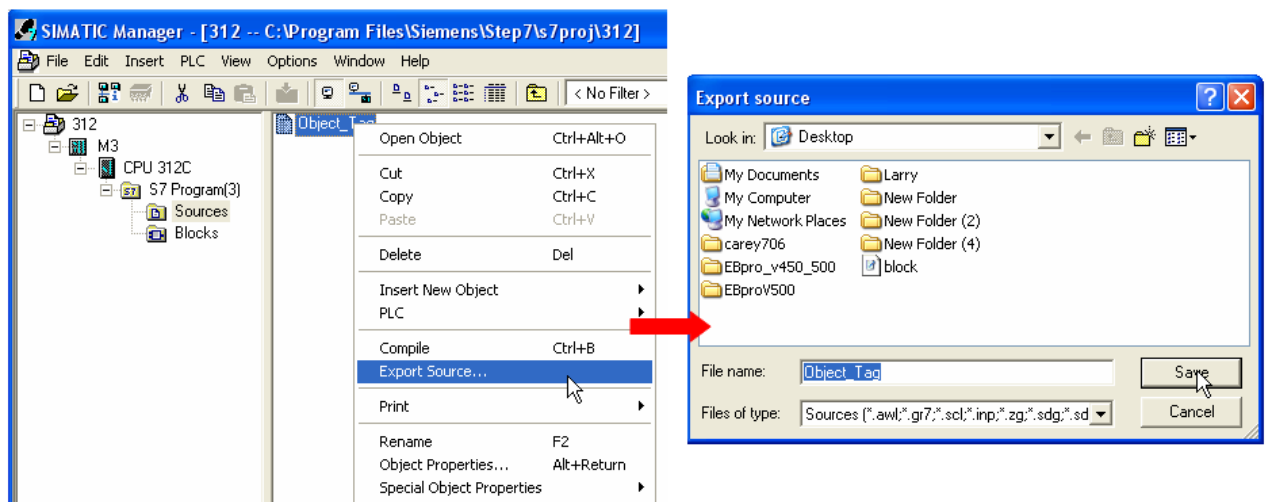 SIMATIC Manager - [312 -- C:\Program Files\Siemens\Step7\s7proj\312]
File Edit Insert PLC View Options Window Help
< No Filter >
312
M3
CPU 312C
S7 Program(3)
Sources
Blocks
Object_Tag
Open Object Ctrl+Alt+O
Cut Ctrl+X
Copy Ctrl+C
Paste Ctrl+V
Delete Del
Insert New Object
PLC
Compile Ctrl+B
Export Source...
Print
Rename F2
Object Properties... Alt+Return
Special Object Properties
Export source
Look in: Desktop
My Documents
My Computer
My Network Places
carey706
EBpro_v450_500
EBproV500
Larry
New Folder
New Folder (2)
New Folder (4)
block
File name: Object_Tag
Save
Files of type: Sources (*.awl;*.gr7;*.scl;*.inp;*.zg;*.sdg;*.sd
Cancel